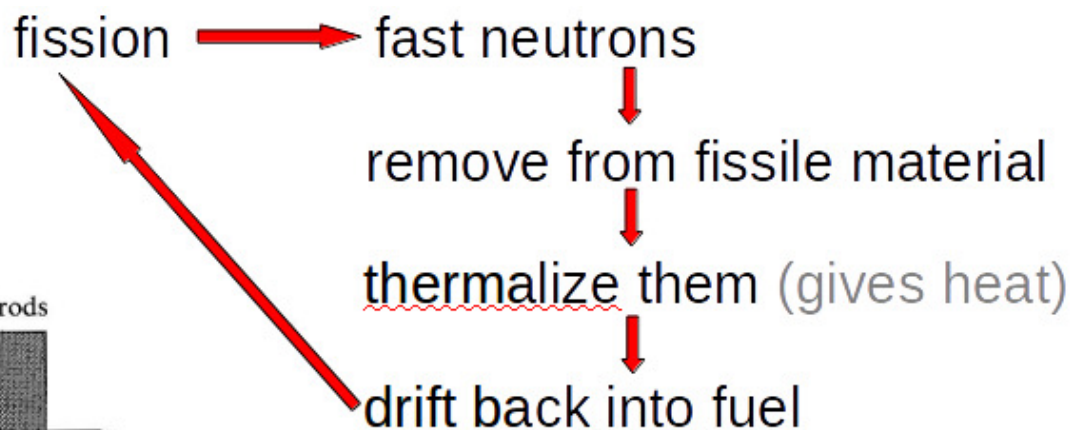 fission fast neutrons
remove from fissile material
thermalize them (gives heat)
rods
drift back into fuel